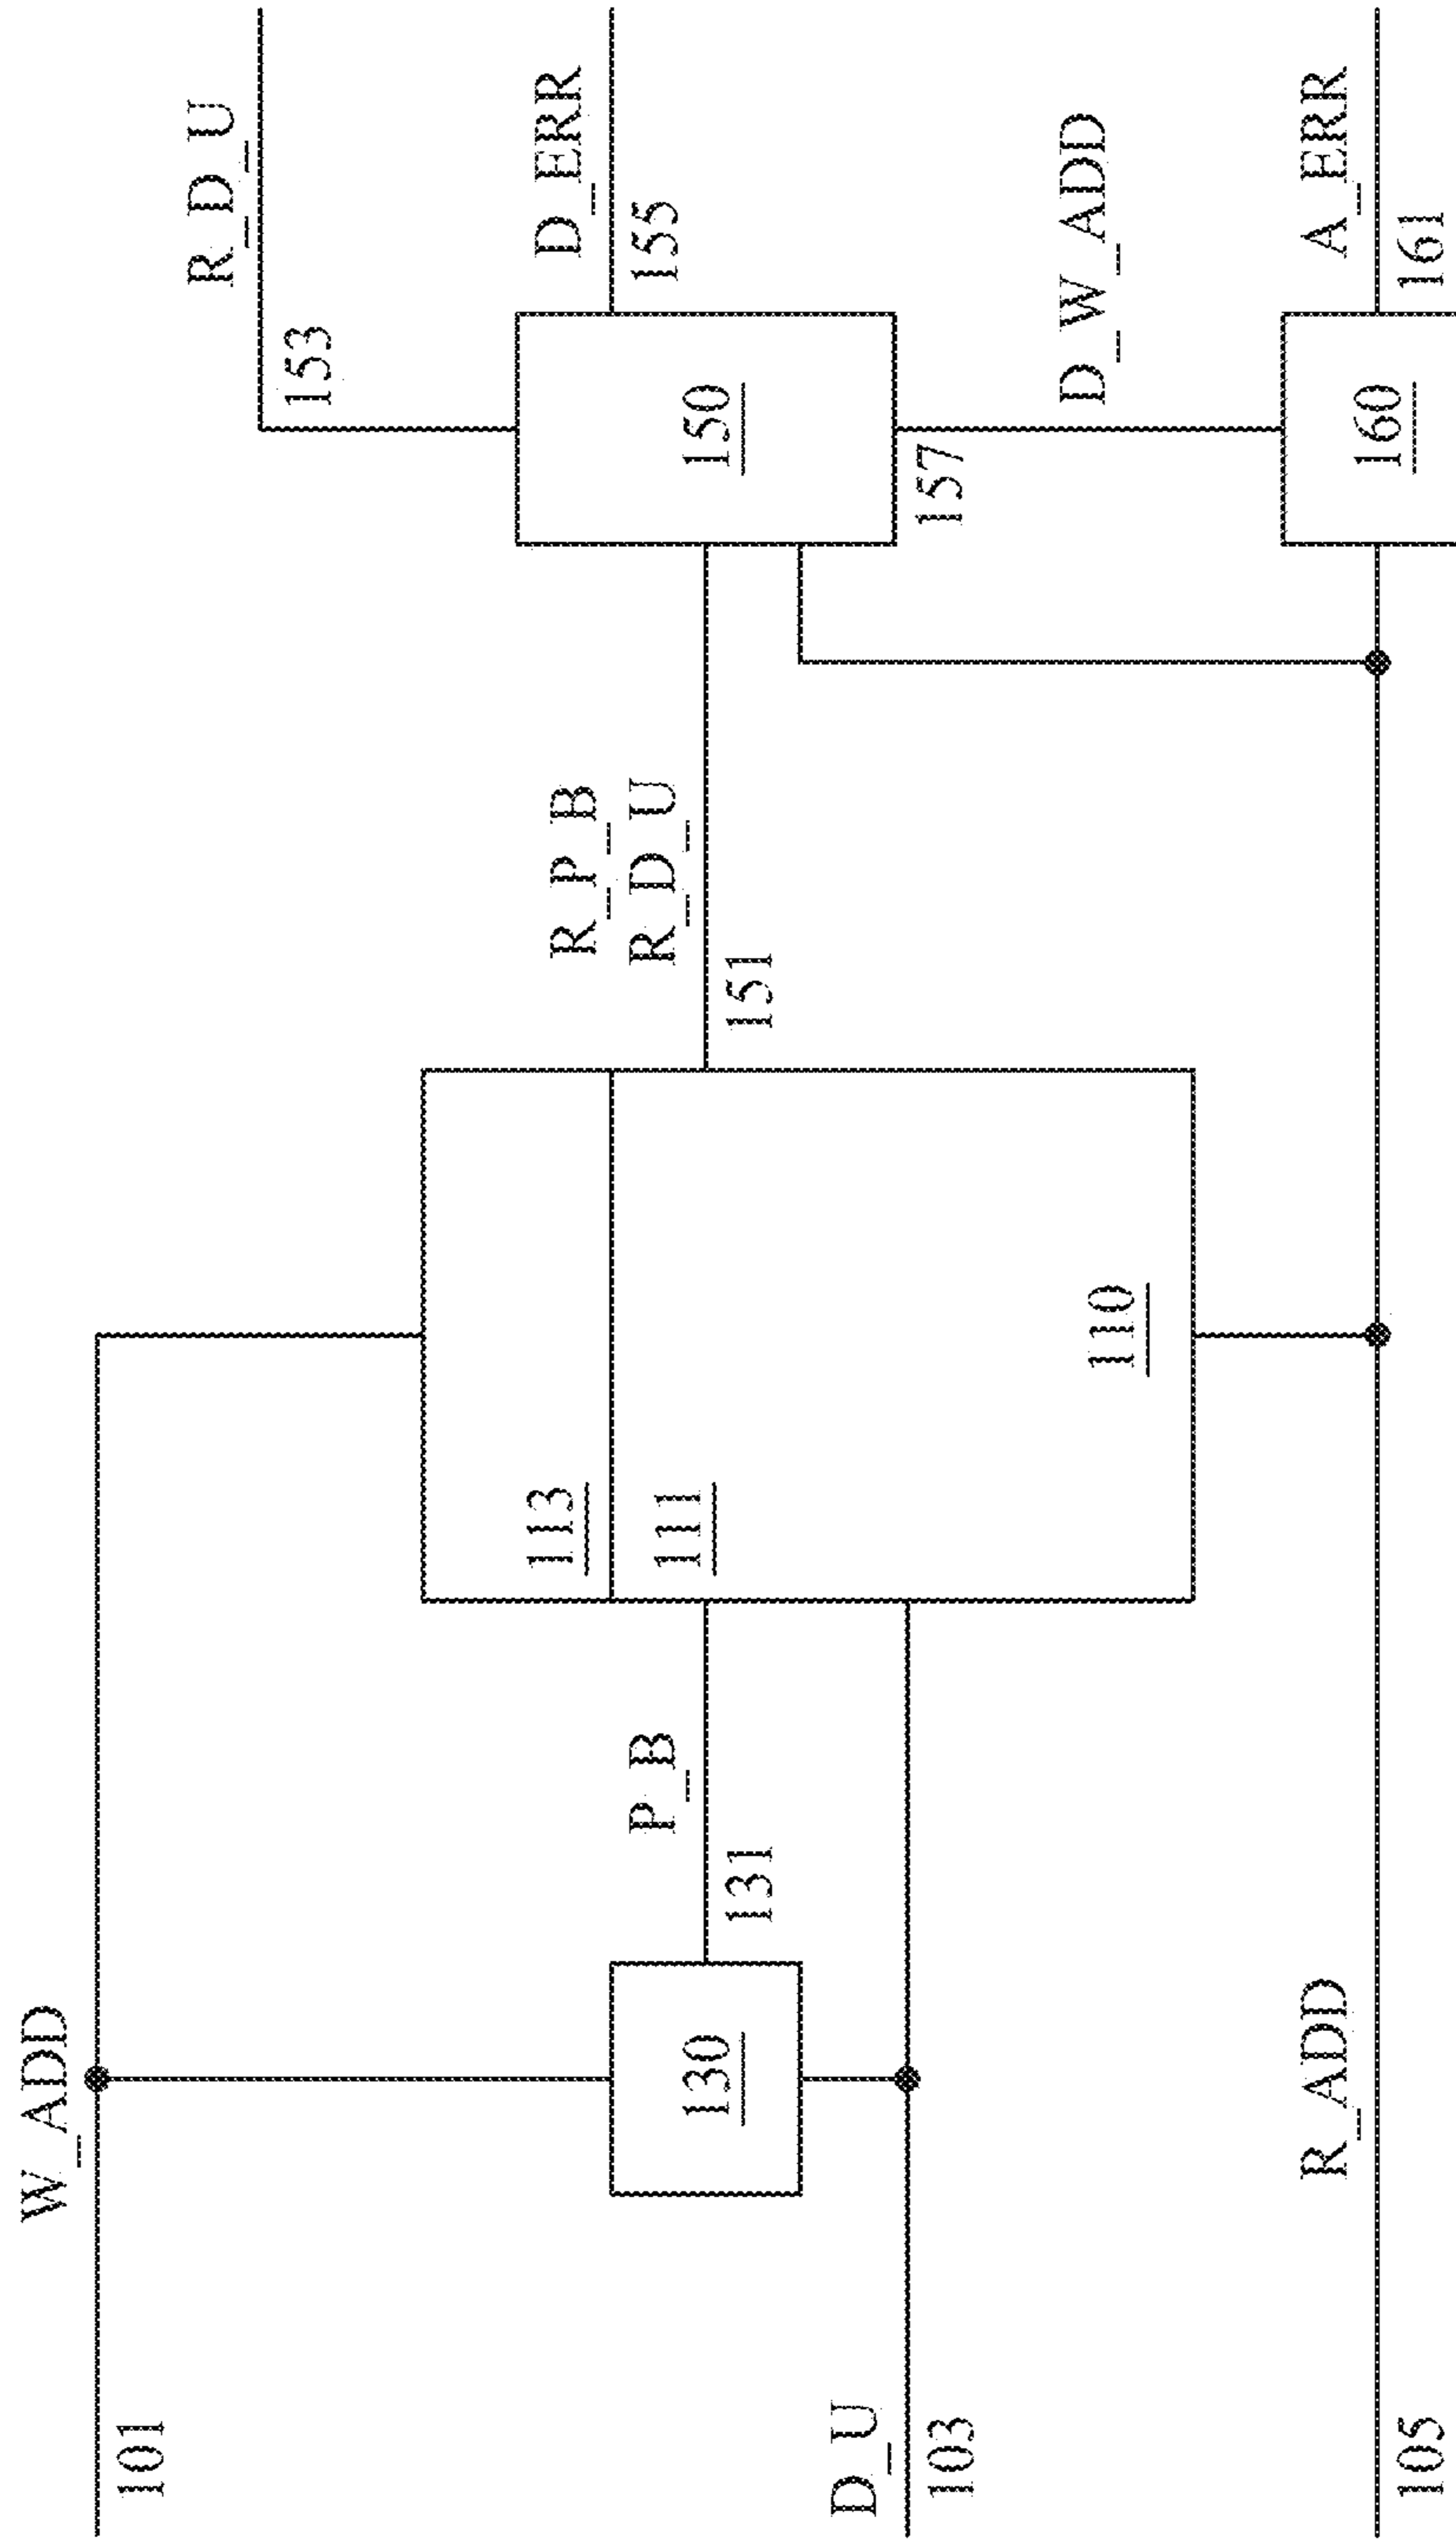 W_ADD
101
R_D_U
153
113
111
110
P_B
131
130
R_P_B
R_D_U
151
D_ERR
155
150
157
D_U
103
D_W_ADD
R_ADD
105
160
A_ERR
161